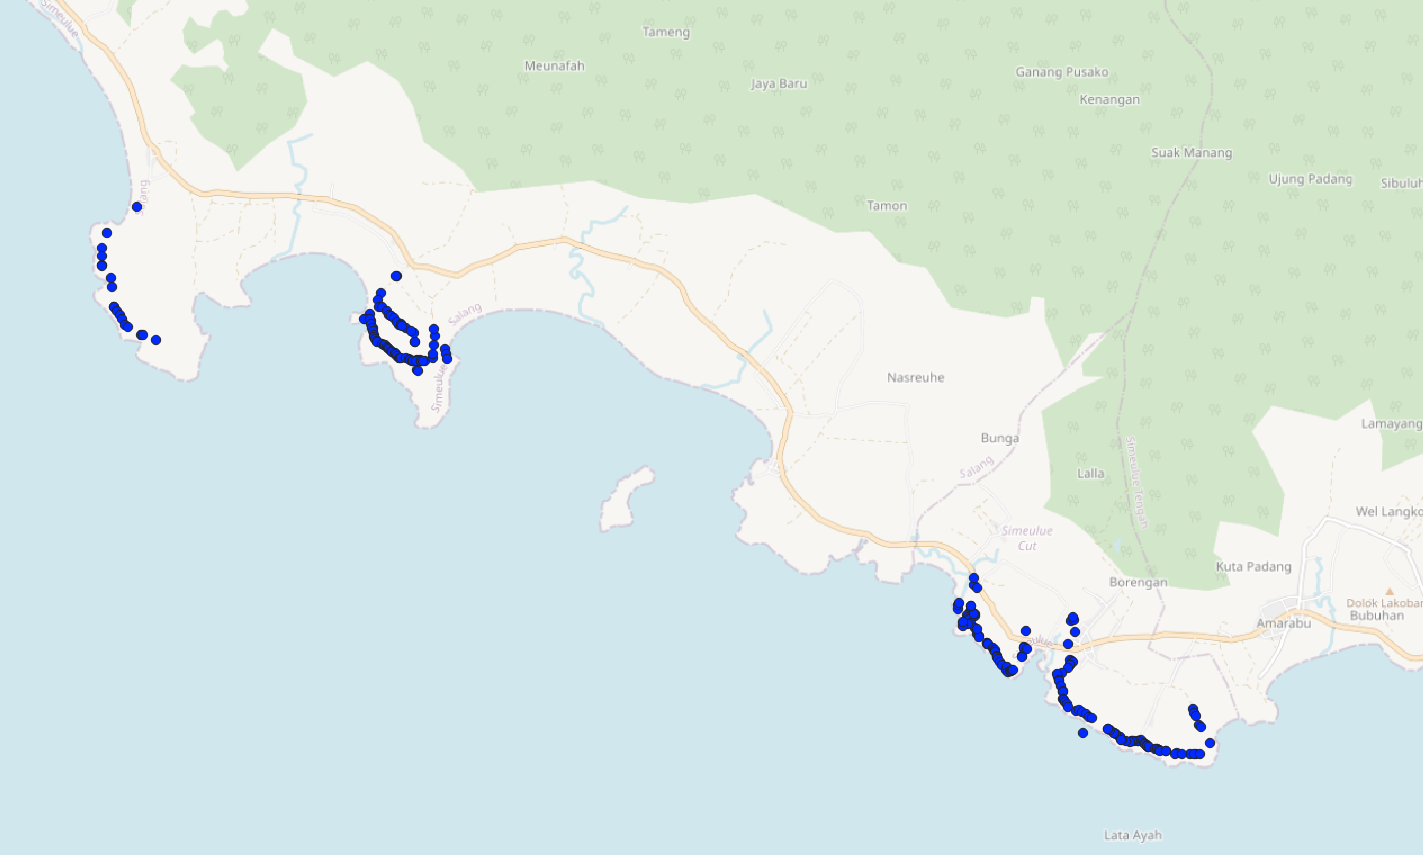 Simeulue
Tameng
Meunafah
Ganang Pusako
Jaya Baru
Kenangan
Suak Manang
Ujung Padang
Sibuluh
Salang
Tamon
Salang
Nasreuhe
Simeulue
Lamayang
Bunga
Salang
Lalla
Simeulue Tengah
Wel Langko
Simeulue
Cut
Kuta Padang
Borengan
Dolok Lakobar
Bubuhan
Amarabu
Lata Ayah